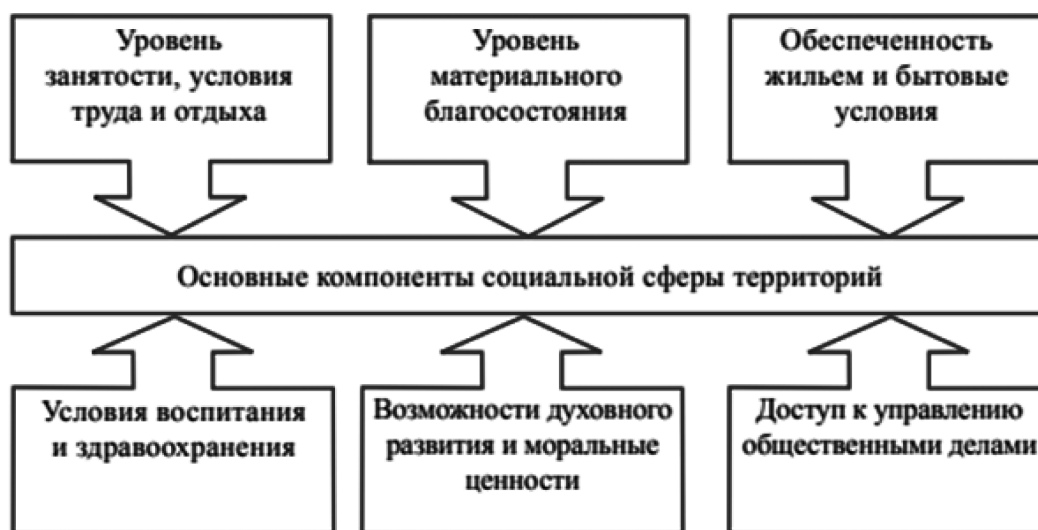 Уровень
занятости, условия
труда и отдыха
Уровень
материального
благосостояния
Обеспеченность
жильем и бытовые
условия
Основные компоненты социальной сферы территорий
Условия воспитания
и здравоохранения
Возможности духовного
развития и моральные
ценности
Доступ к управлению
общественными делами